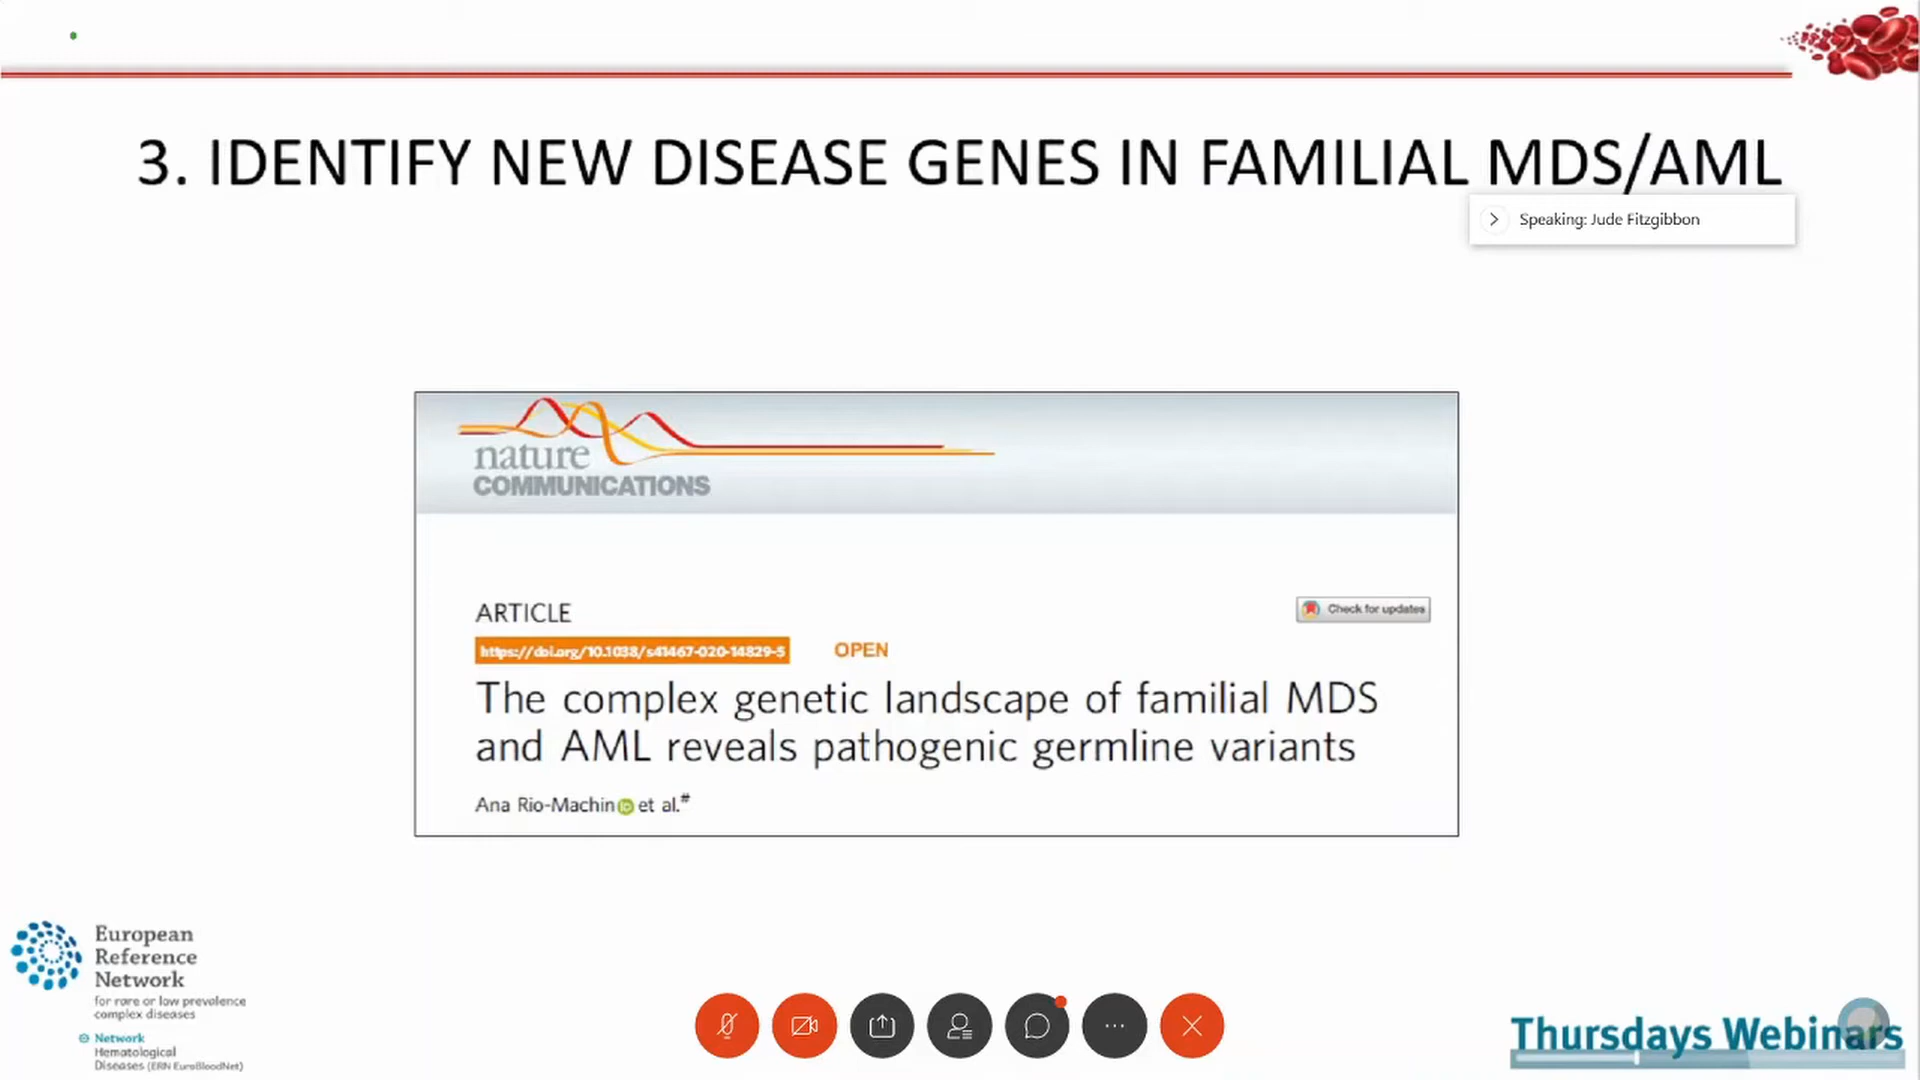 3. IDENTIFY NEW DISEASE GENES IN FAMILIAL MDS/AML
Speaking: Jude Fitzgibbon
nature
COMMUNICATIONS
ARTICLE
Check for updates
https://doi.org/10.1038/s41467-020-14829-5
OPEN
The complex genetic landscape of familial MDS
and AML reveals pathogenic germline variants
Ana Rio-Machin iD et al.#
European
Reference
Network
for rare or low prevalence
complex diseases
Network
Hematological
Diseases (ERN EuroBloodNet)
Thursdays Webinars